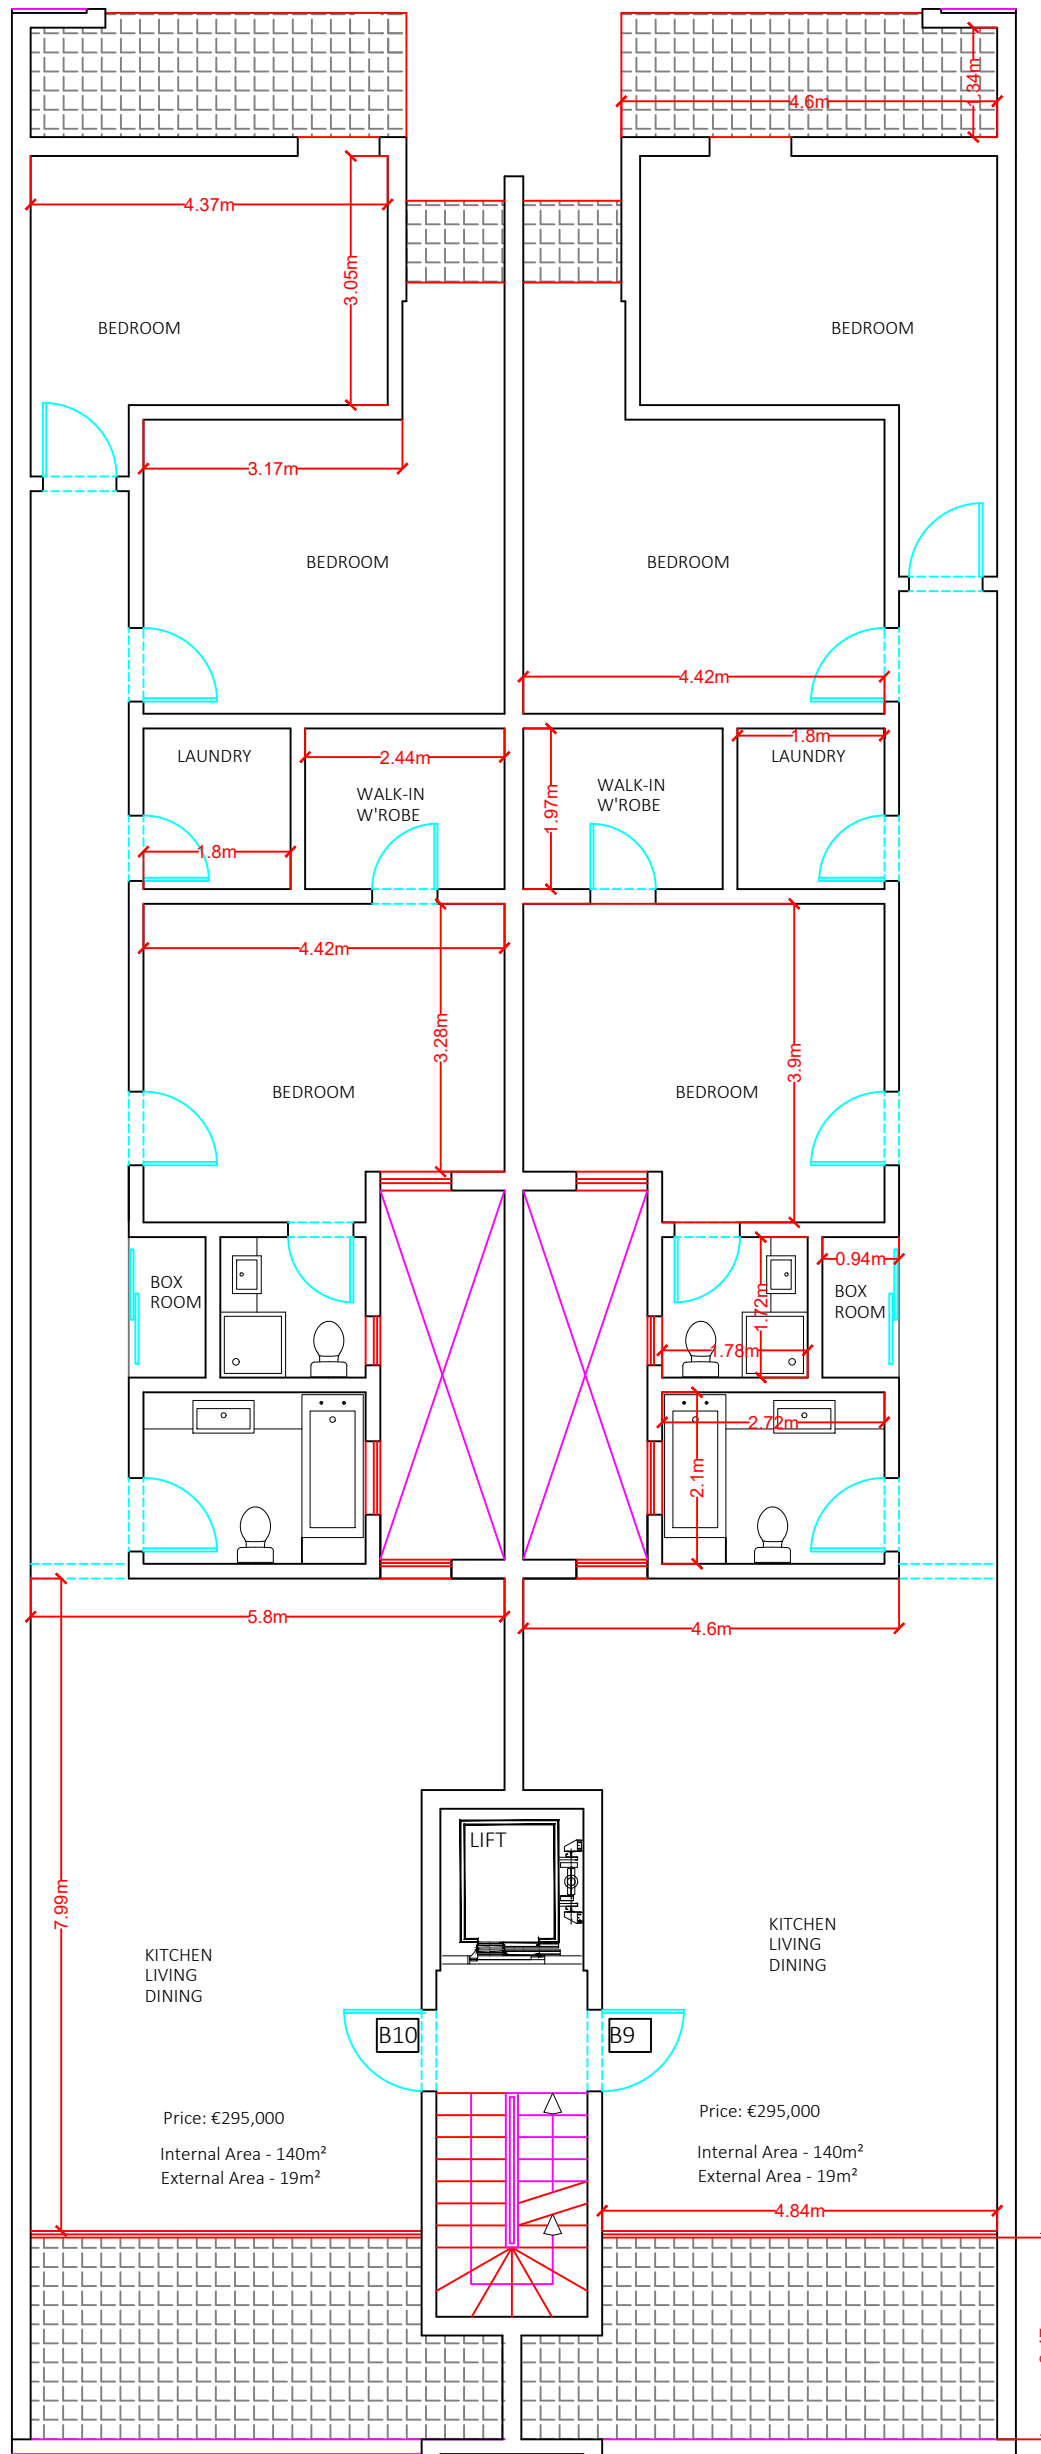 1.34m
4.6m
4.37m
3.05m
BEDROOM
BEDROOM
3.17m
BEDROOM
BEDROOM
4.42m
LAUNDRY
2.44m
WALK-IN
W'ROBE
1.8m
WALK-IN
W'ROBE
1.97m
1.8m
LAUNDRY
4.42m
3.28m
3.9m
BEDROOM
BEDROOM
BOX
ROOM
0.94m
BOX
ROOM
1.72m
1.78m
2.72m
2.1m
5.8m
4.6m
LIFT
7.99m
KITCHEN
LIVING
DINING
KITCHEN
LIVING
DINING
B10
B9
Price: €295,000
Internal Area - 140m²
External Area - 19m²
Price: €295,000
Internal Area - 140m²
External Area - 19m²
4.84m